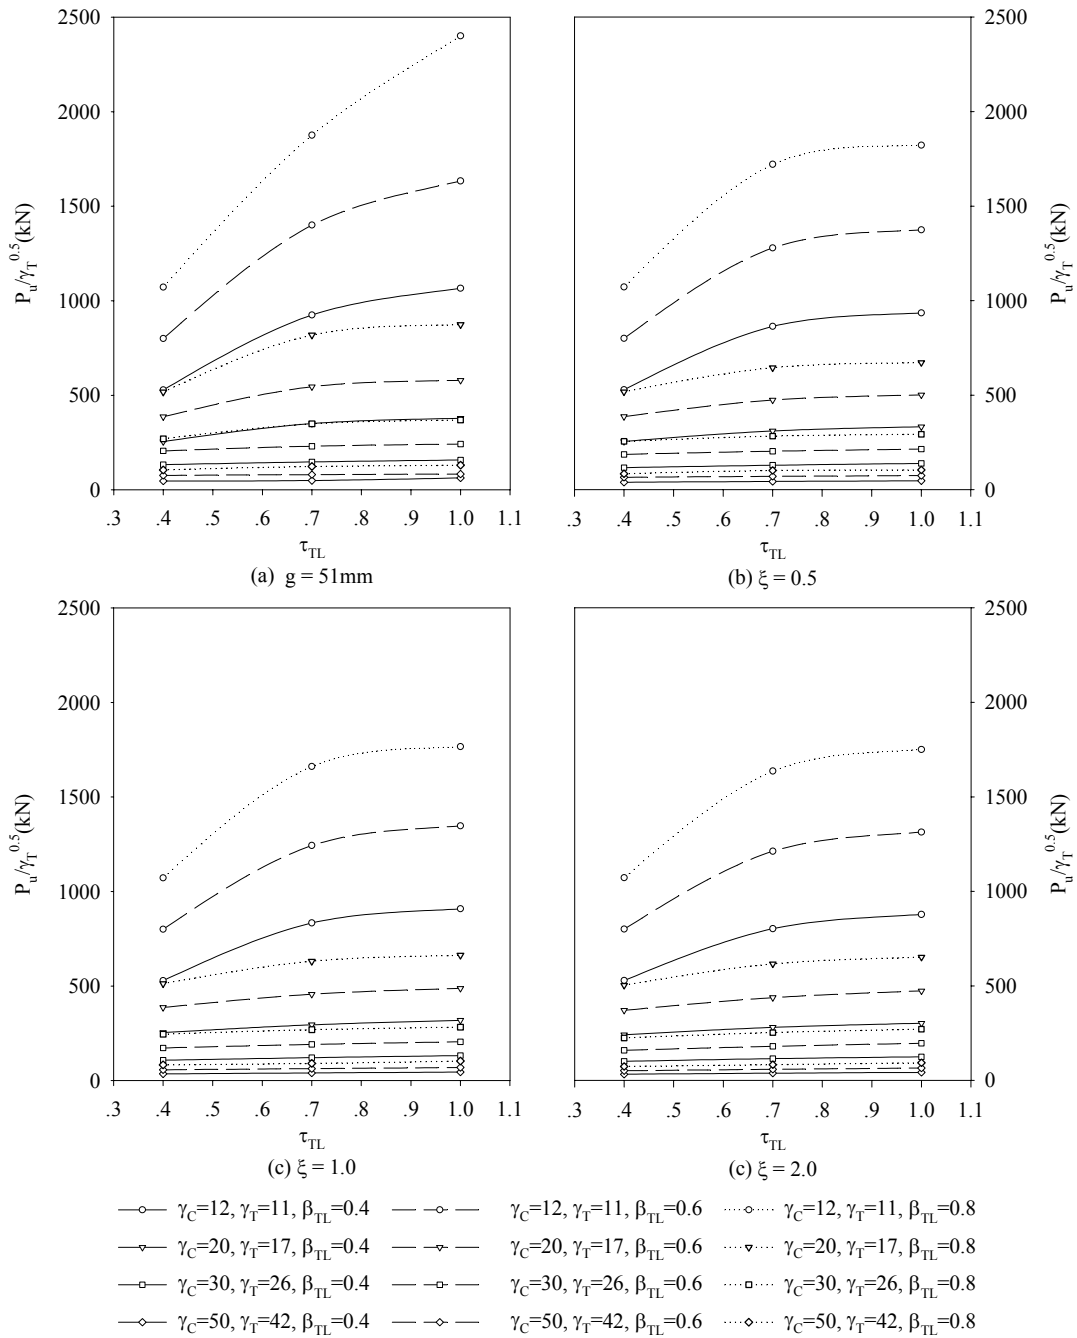 2500
2000
1500
1000
500
0
P_u/γ_T^0.5(kN)
.3 .4 .5 .6 .7 .8 .9 1.0 1.1
τ_TL
(a) g = 51mm
2500
2000
1500
1000
500
0
P_u/γ_T^0.5(kN)
.3 .4 .5 .6 .7 .8 .9 1.0 1.1
τ_TL
(b) ξ = 0.5
2500
2000
1500
1000
500
0
P_u/γ_T^0.5(kN)
.3 .4 .5 .6 .7 .8 .9 1.0 1.1
τ_TL
(c) ξ = 1.0
2500
2000
1500
1000
500
0
P_u/γ_T^0.5(kN)
.3 .4 .5 .6 .7 .8 .9 1.0 1.1
τ_TL
(c) ξ = 2.0
γ_C=12, γ_T=11, β_TL=0.4 γ_C=12, γ_T=11, β_TL=0.6 γ_C=12, γ_T=11, β_TL=0.8
γ_C=20, γ_T=17, β_TL=0.4 γ_C=20, γ_T=17, β_TL=0.6 γ_C=20, γ_T=17, β_TL=0.8
γ_C=30, γ_T=26, β_TL=0.4 γ_C=30, γ_T=26, β_TL=0.6 γ_C=30, γ_T=26, β_TL=0.8
γ_C=50, γ_T=42, β_TL=0.4 γ_C=50, γ_T=42, β_TL=0.6 γ_C=50, γ_T=42, β_TL=0.8